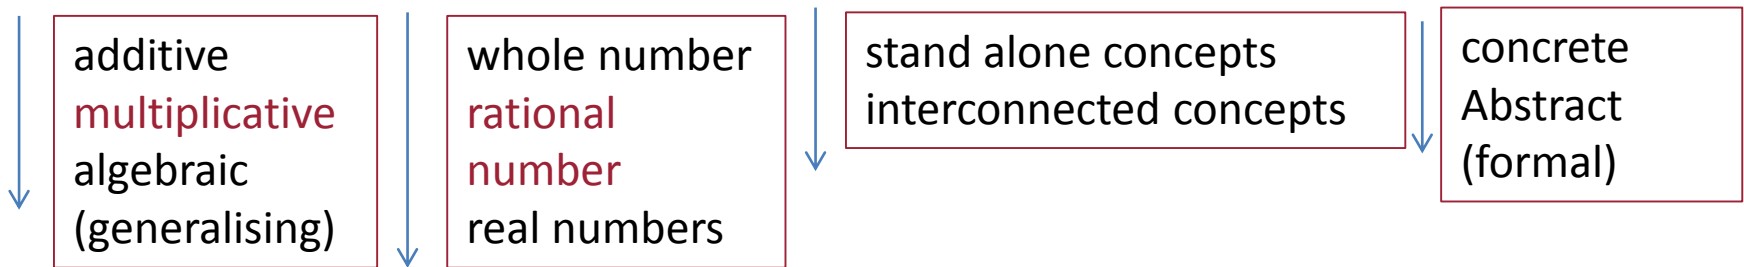 additive
multiplicative
algebraic
(generalising)
whole number
rational
number
real numbers
stand alone concepts
interconnected concepts
concrete
Abstract
(formal)